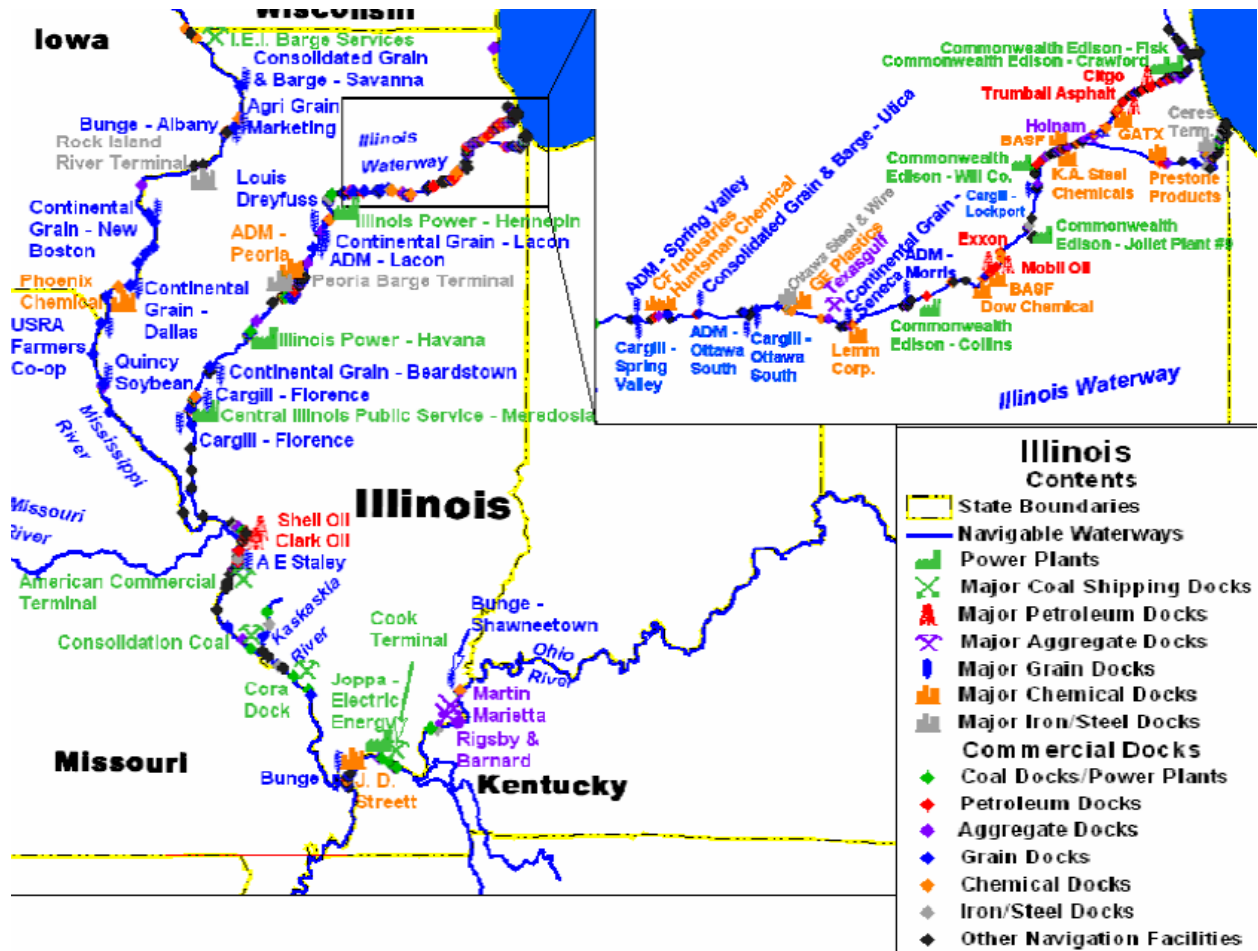 Wisconsin
Iowa
I.E.I. Barge Services
Consolidated Grain
& Barge - Savanna
Agri Grain
Marketing
Bunge - Albany
Rock Island
River Terminal
Illinois
Waterway
Louis
Dreyfuss
Illinois Power - Hennepin
Continental
Grain - New
Boston
ADM -
Peoria
Continental Grain - Lacon
ADM - Lacon
Peoria Barge Terminal
Phoenix
Chemical
Continental
Grain -
Dallas
USRA
Farmers
Co-op
Illinois Power - Havana
Quincy
Soybean
Continental Grain - Beardstown
Cargill - Florence
Central Illinois Public Service - Meredosia
Cargill - Florence
Mississippi
River
Illinois
Missouri
River
Shell Oil
Clark Oil
A E Staley
American Commercial
Terminal
Kaskaskia
River
Consolidation Coal
Cook
Terminal
Bunge -
Shawneetown
Ohio
River
Cora
Dock
Joppa -
Electric
Energy
Martin
Marietta
Rigsby &
Barnard
Missouri
Bunge
J. D.
Streett
Kentucky
Commonwealth Edison - Fisk
Commonwealth Edison - Crawford
Citgo
Trumball Asphalt
Holnam
GATX
Ceres
Term.
BASF
Commonwealth
Edison - Will Co.
K.A. Steel
Chemicals
Prestone
Products
Cargill -
Lockport
Commonwealth
Edison - Joliet Plant #9
Exxon
Mobil Oil
BASF
Dow Chemical
ADM - Spring Valley
CF Industries
Huntsman Chemical
Consolidated Grain & Barge - Utica
Ottawa Steel & Wire
GE Plastics
Texasgulf
Continental Grain -
Seneca
ADM -
Morris
Cargill -
Spring
Valley
ADM -
Ottawa
South
Cargill -
Ottawa
South
Lemm
Corp.
Commonwealth
Edison - Collins
Illinois Waterway
Illinois
Contents
State Boundaries
Navigable Waterways
Power Plants
Major Coal Shipping Docks
Major Petroleum Docks
Major Aggregate Docks
Major Grain Docks
Major Chemical Docks
Major Iron/Steel Docks
Commercial Docks
Coal Docks/Power Plants
Petroleum Docks
Aggregate Docks
Grain Docks
Chemical Docks
Iron/Steel Docks
Other Navigation Facilities